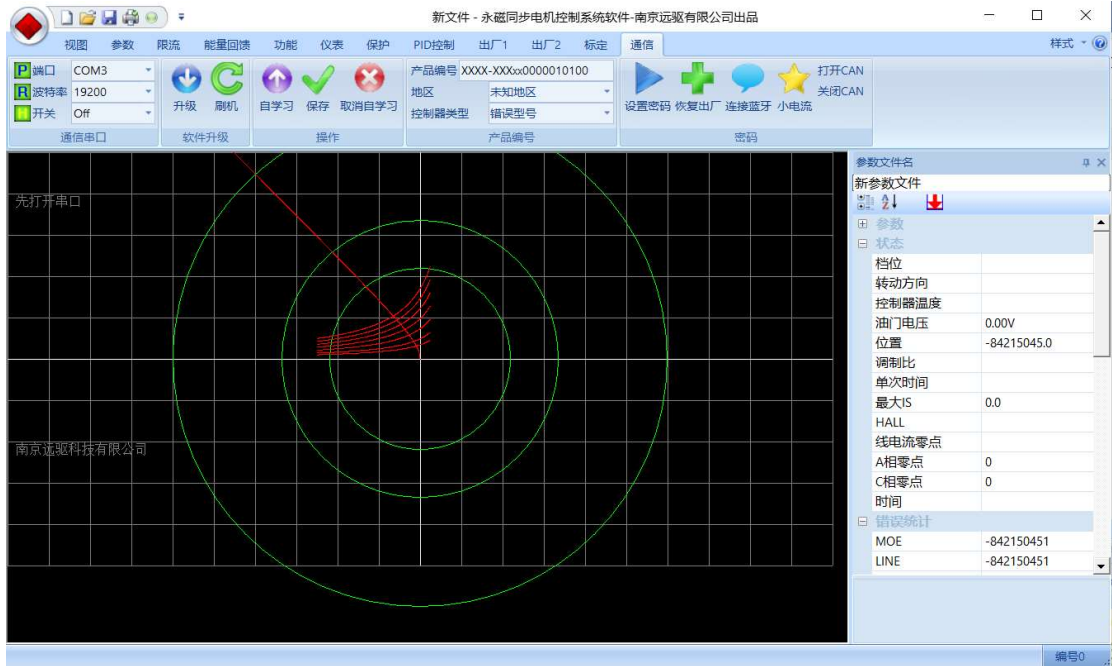 新文件 - 永磁同步电机控制系统软件-南京远驱有限公司出品
视图 参数 限流 能量回馈 功能 仪表 保护 PID控制 出厂1 出厂2 标定 通信 样式
P 端口 COM3
R 波特率 19200
开关 Off
通信串口
升级 刷机
软件升级
自学习 保存 取消自学习
操作
产品编号 XXXX-XXXxx0000010100
地区 未知地区
控制器类型 错误型号
产品编号
设置密码 恢复出厂 连接蓝牙 小电流
打开CAN
关闭CAN
密码
先打开串口
南京远驱科技有限公司
参数文件名
新参数文件
参数
状态
档位
转动方向
控制器温度
油门电压 0.00V
位置 -84215045.0
调制比
单次时间
最大IS 0.0
HALL
线电流零点
A相零点 0
C相零点 0
时间
错误统计
MOE -842150451
LINE -842150451
编号0